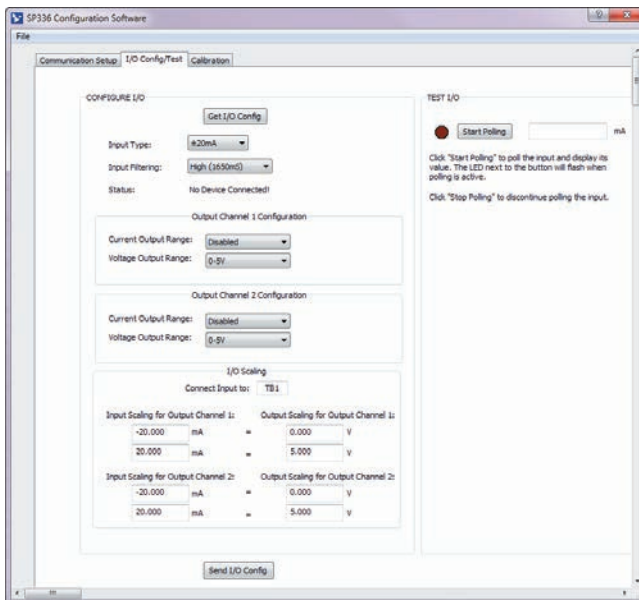 SP336 Configuration Software
File
Communication Setup I/O Config/Test Calibration
CONFIGURE I/O
Get I/O Config
Input Type: ±20mA
Input Filtering: High (1650mS)
Status: No Device Connected!
Output Channel 1 Configuration
Current Output Range: Disabled
Voltage Output Range: 0-5V
Output Channel 2 Configuration
Current Output Range: Disabled
Voltage Output Range: 0-5V
I/O Scaling
Connect Input to: TB1
Input Scaling for Output Channel 1: Output Scaling for Output Channel 1:
-20.000 mA = 0.000 V
20.000 mA = 5.000 V
Input Scaling for Output Channel 2: Output Scaling for Output Channel 2:
-20.000 mA = 0.000 V
20.000 mA = 5.000 V
Send I/O Config
TEST I/O
Start Polling mA
Click "Start Polling" to poll the input and display its
value. The LED next to the button will flash when
polling is active.
Click "Stop Polling" to discontinue polling the input.